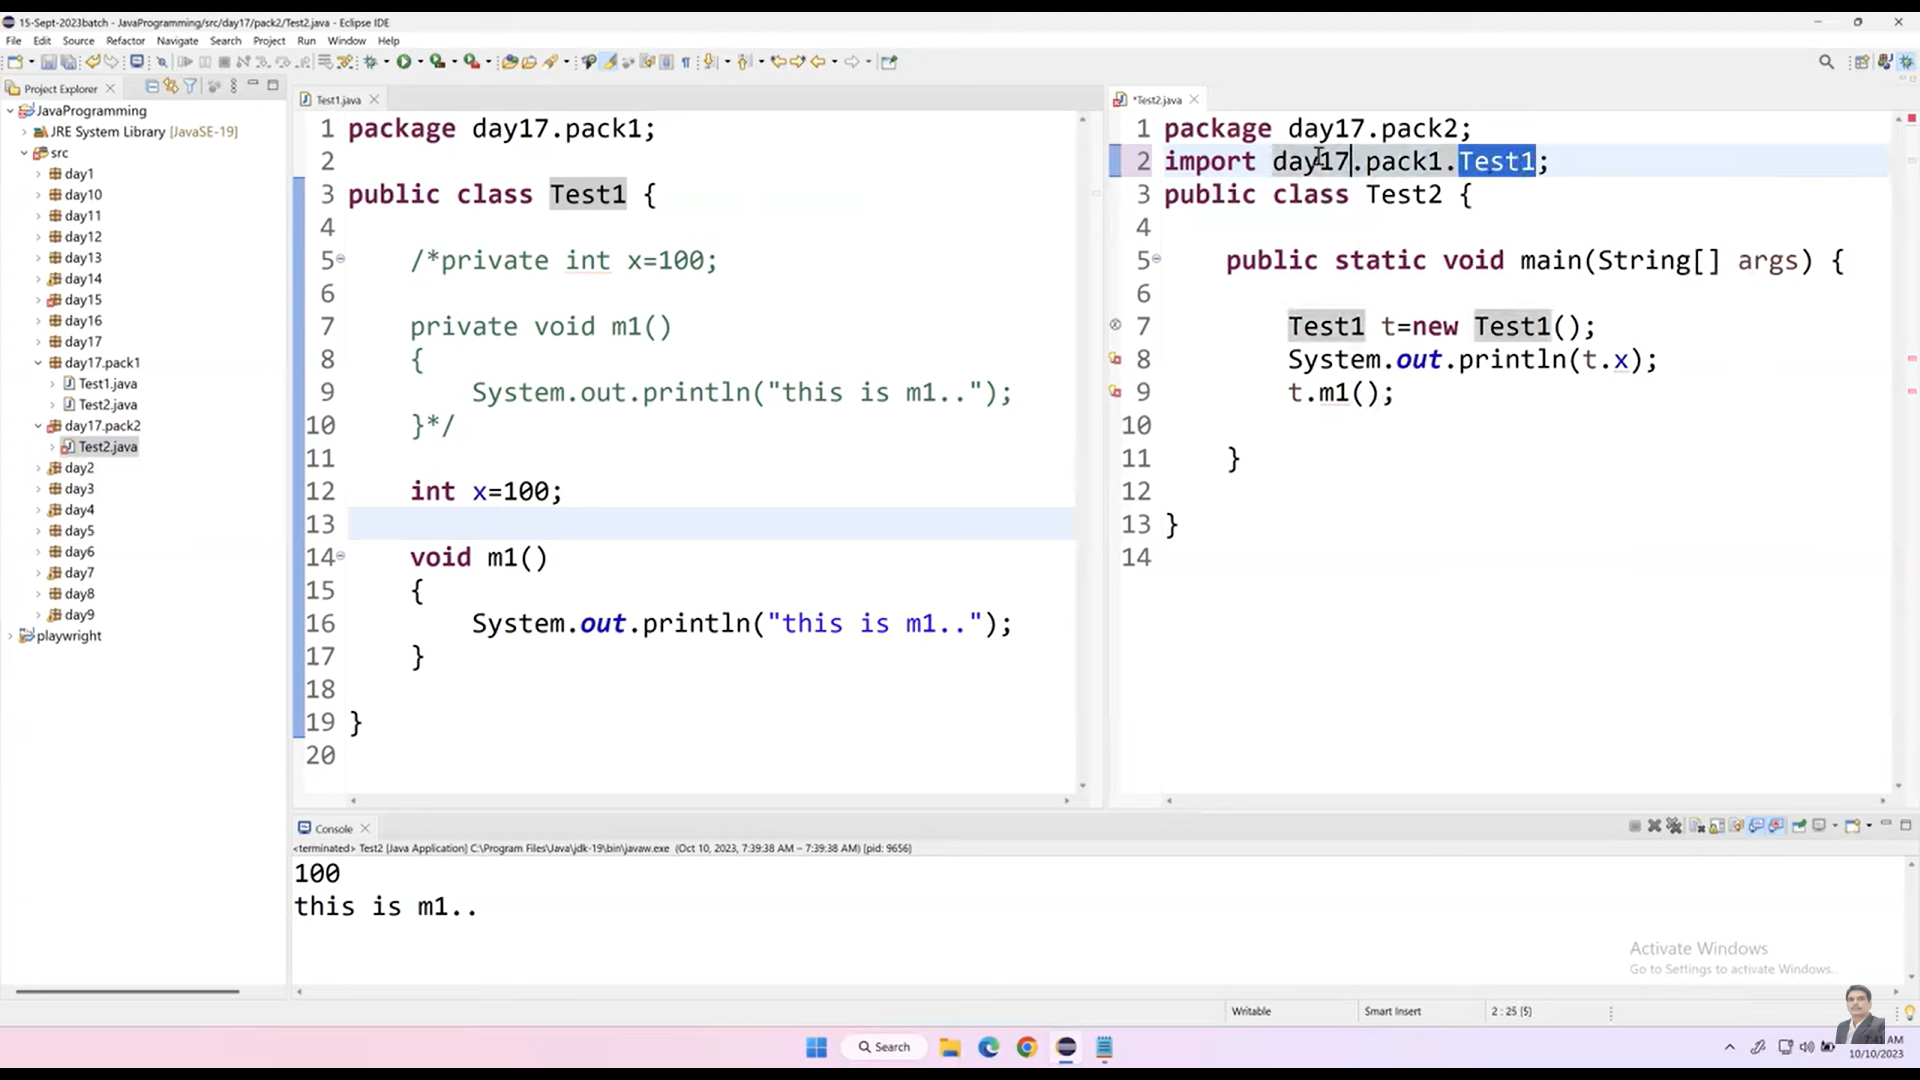 15-Sept-2023batch - JavaProgramming/src/day17/pack2/Test2.java - Eclipse IDE
File Edit Source Refactor Navigate Search Project Run Window Help
Project Explorer
JavaProgramming
JRE System Library [JavaSE-19]
src
day1
day10
day11
day12
day13
day14
day15
day16
day17
day17.pack1
Test1.java
Test2.java
day17.pack2
Test2.java
day2
day3
day4
day5
day6
day7
day8
day9
playwright
Test1.java
1 package day17.pack1;
2
3 public class Test1 {
4
5 /*private int x=100;
6
7 private void m1()
8 {
9 System.out.println("this is m1..");
10 }*/
11
12 int x=100;
13
14 void m1()
15 {
16 System.out.println("this is m1..");
17 }
18
19 }
20
*Test2.java
1 package day17.pack2;
2 import day17.pack1.Test1;
3 public class Test2 {
4
5 public static void main(String[] args) {
6
7 Test1 t=new Test1();
8 System.out.println(t.x);
9 t.m1();
10
11 }
12
13 }
14
Console
<terminated> Test2 [Java Application] C:\Program Files\Java\jdk-19\bin\javaw.exe (Oct 10, 2023, 7:39:38 AM – 7:39:38 AM) [pid: 9656]
100
this is m1..
Activate Windows
Go to Settings to activate Windows.
Writable Smart Insert 2 : 25 [5]
Search
7:41 AM
10/10/2023